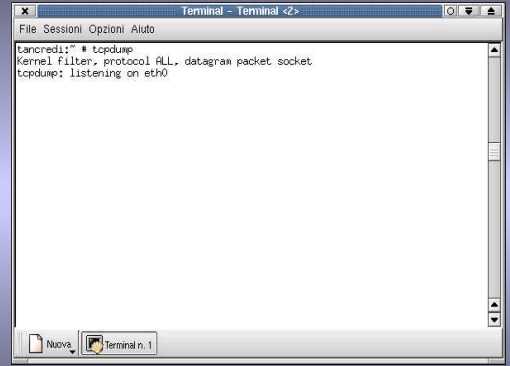 Terminal - Terminal <2>
File Sessioni Opzioni Aiuto
tancredi:~ # tcpdump
Kernel filter, protocol ALL, datagram packet socket
tcpdump: listening on eth0
Nuova
Terminal n. 1